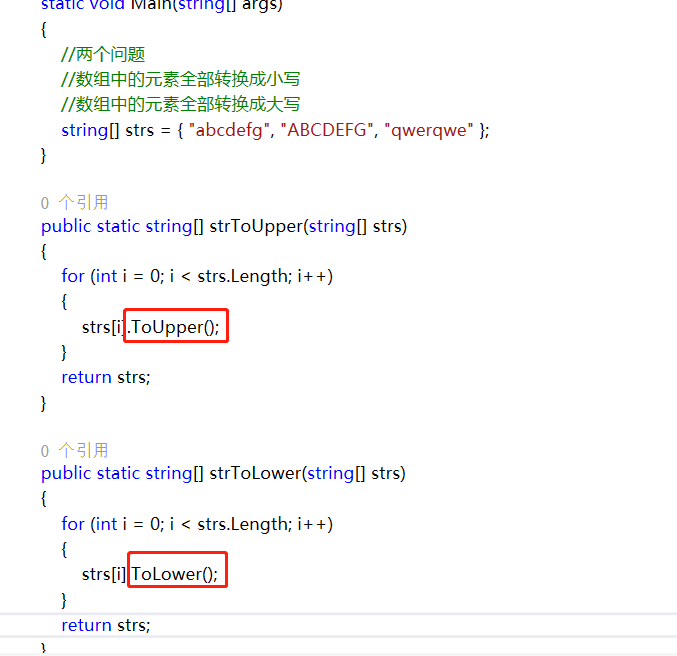 static void Main(string[] args)
{
//两个问题
//数组中的元素全部转换成小写
//数组中的元素全部转换成大写
string[] strs = { "abcdefg", "ABCDEFG", "qwerqwe" };
}
0 个引用
public static string[] strToUpper(string[] strs)
{
for (int i = 0; i < strs.Length; i++)
{
strs[i].ToUpper();
}
return strs;
}
0 个引用
public static string[] strToLower(string[] strs)
{
for (int i = 0; i < strs.Length; i++)
{
strs[i].ToLower();
}
return strs;
}